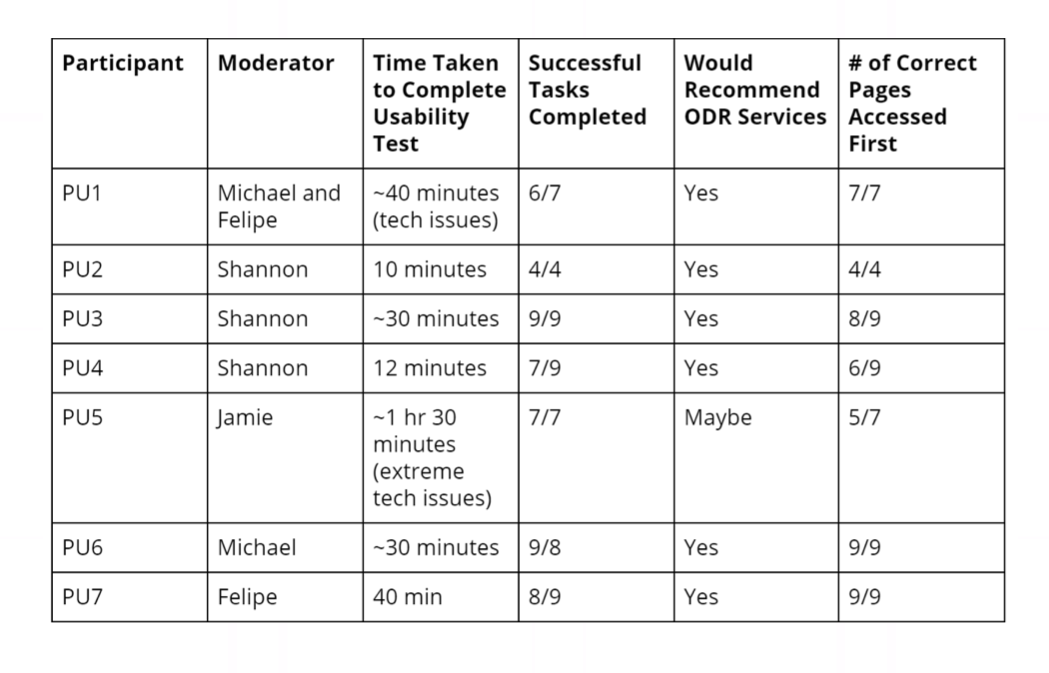 Participant Moderator Time Taken Successful Would # of Correct
to Complete Tasks Recommend Pages
Usability Completed ODR Services Accessed
Test First
PU1 Michael and ~40 minutes 6/7 Yes 7/7
Felipe (tech issues)
PU2 Shannon 10 minutes 4/4 Yes 4/4
PU3 Shannon ~30 minutes 9/9 Yes 8/9
PU4 Shannon 12 minutes 7/9 Yes 6/9
PU5 Jamie ~1 hr 30 7/7 Maybe 5/7
minutes
(extreme
tech issues)
PU6 Michael ~30 minutes 9/8 Yes 9/9
PU7 Felipe 40 min 8/9 Yes 9/9